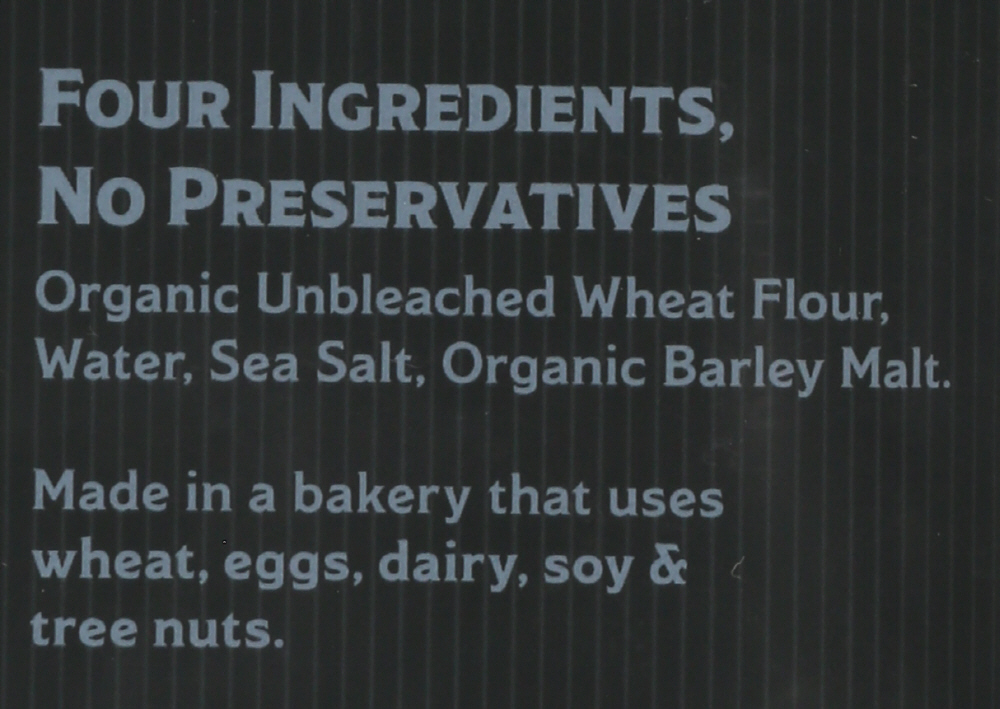 Four Ingredients,
No Preservatives
Organic Unbleached Wheat Flour,
Water, Sea Salt, Organic Barley Malt.
Made in a bakery that uses
wheat, eggs, dairy, soy &
tree nuts.